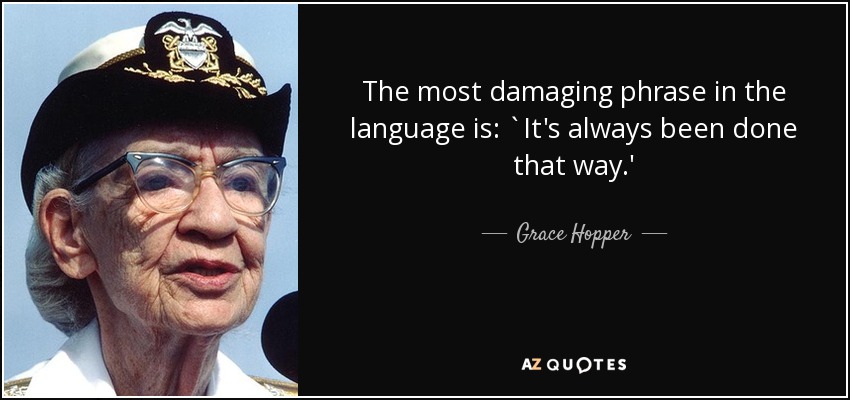 The most damaging phrase in the
language is: `It's always been done
that way.'
Grace Hopper
AZ QUOTES